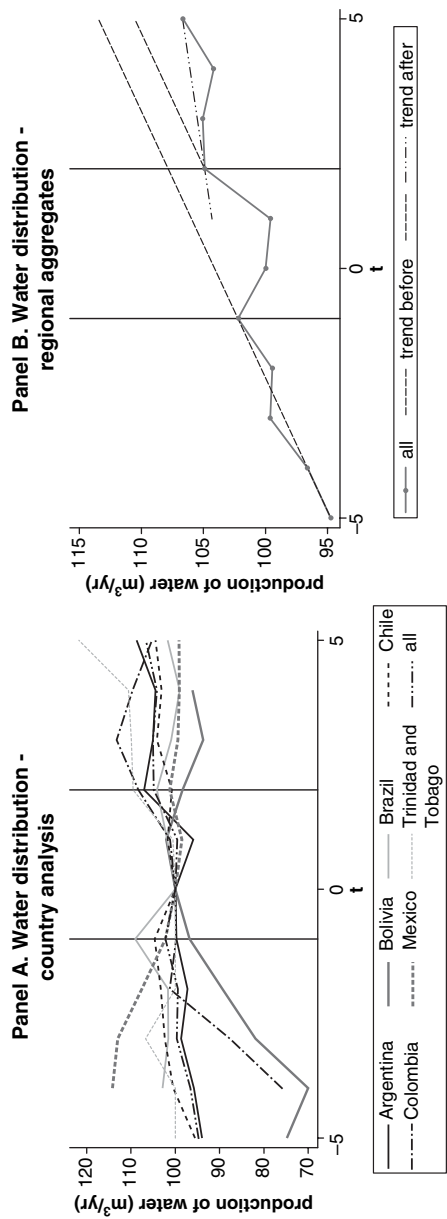 Panel A. Water distribution -
country analysis
production of water (m³/yr)
120
110
100
90
80
70
-5
0
5
t
Argentina
Bolivia
Brazil
Chile
Colombia
Mexico
Trinidad and
Tobago
all
Panel B. Water distribution -
regional aggregates
production of water (m³/yr)
115
110
105
100
95
-5
0
5
t
all
trend before
trend after